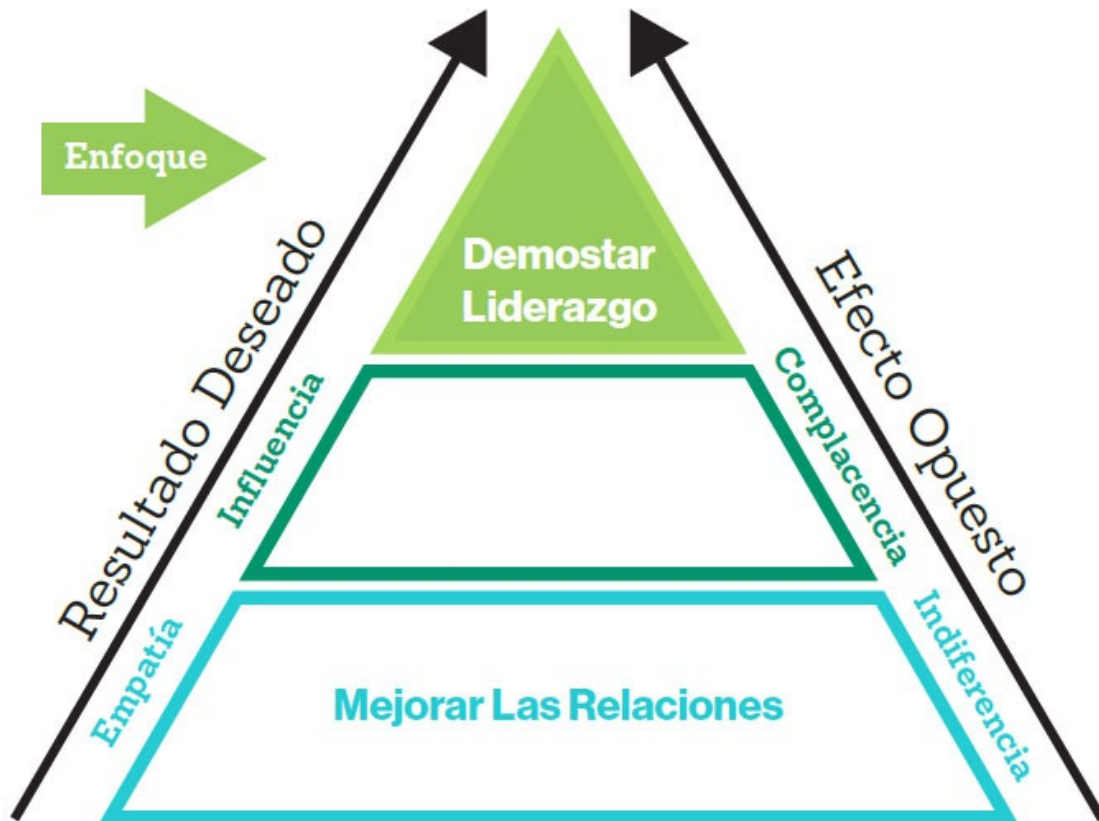 Enfoque
Resultado Deseado
Efecto Opuesto
Demostar
Liderazgo
Influencia
Complacencia
Empatía
Mejorar Las Relaciones
Indiferencia